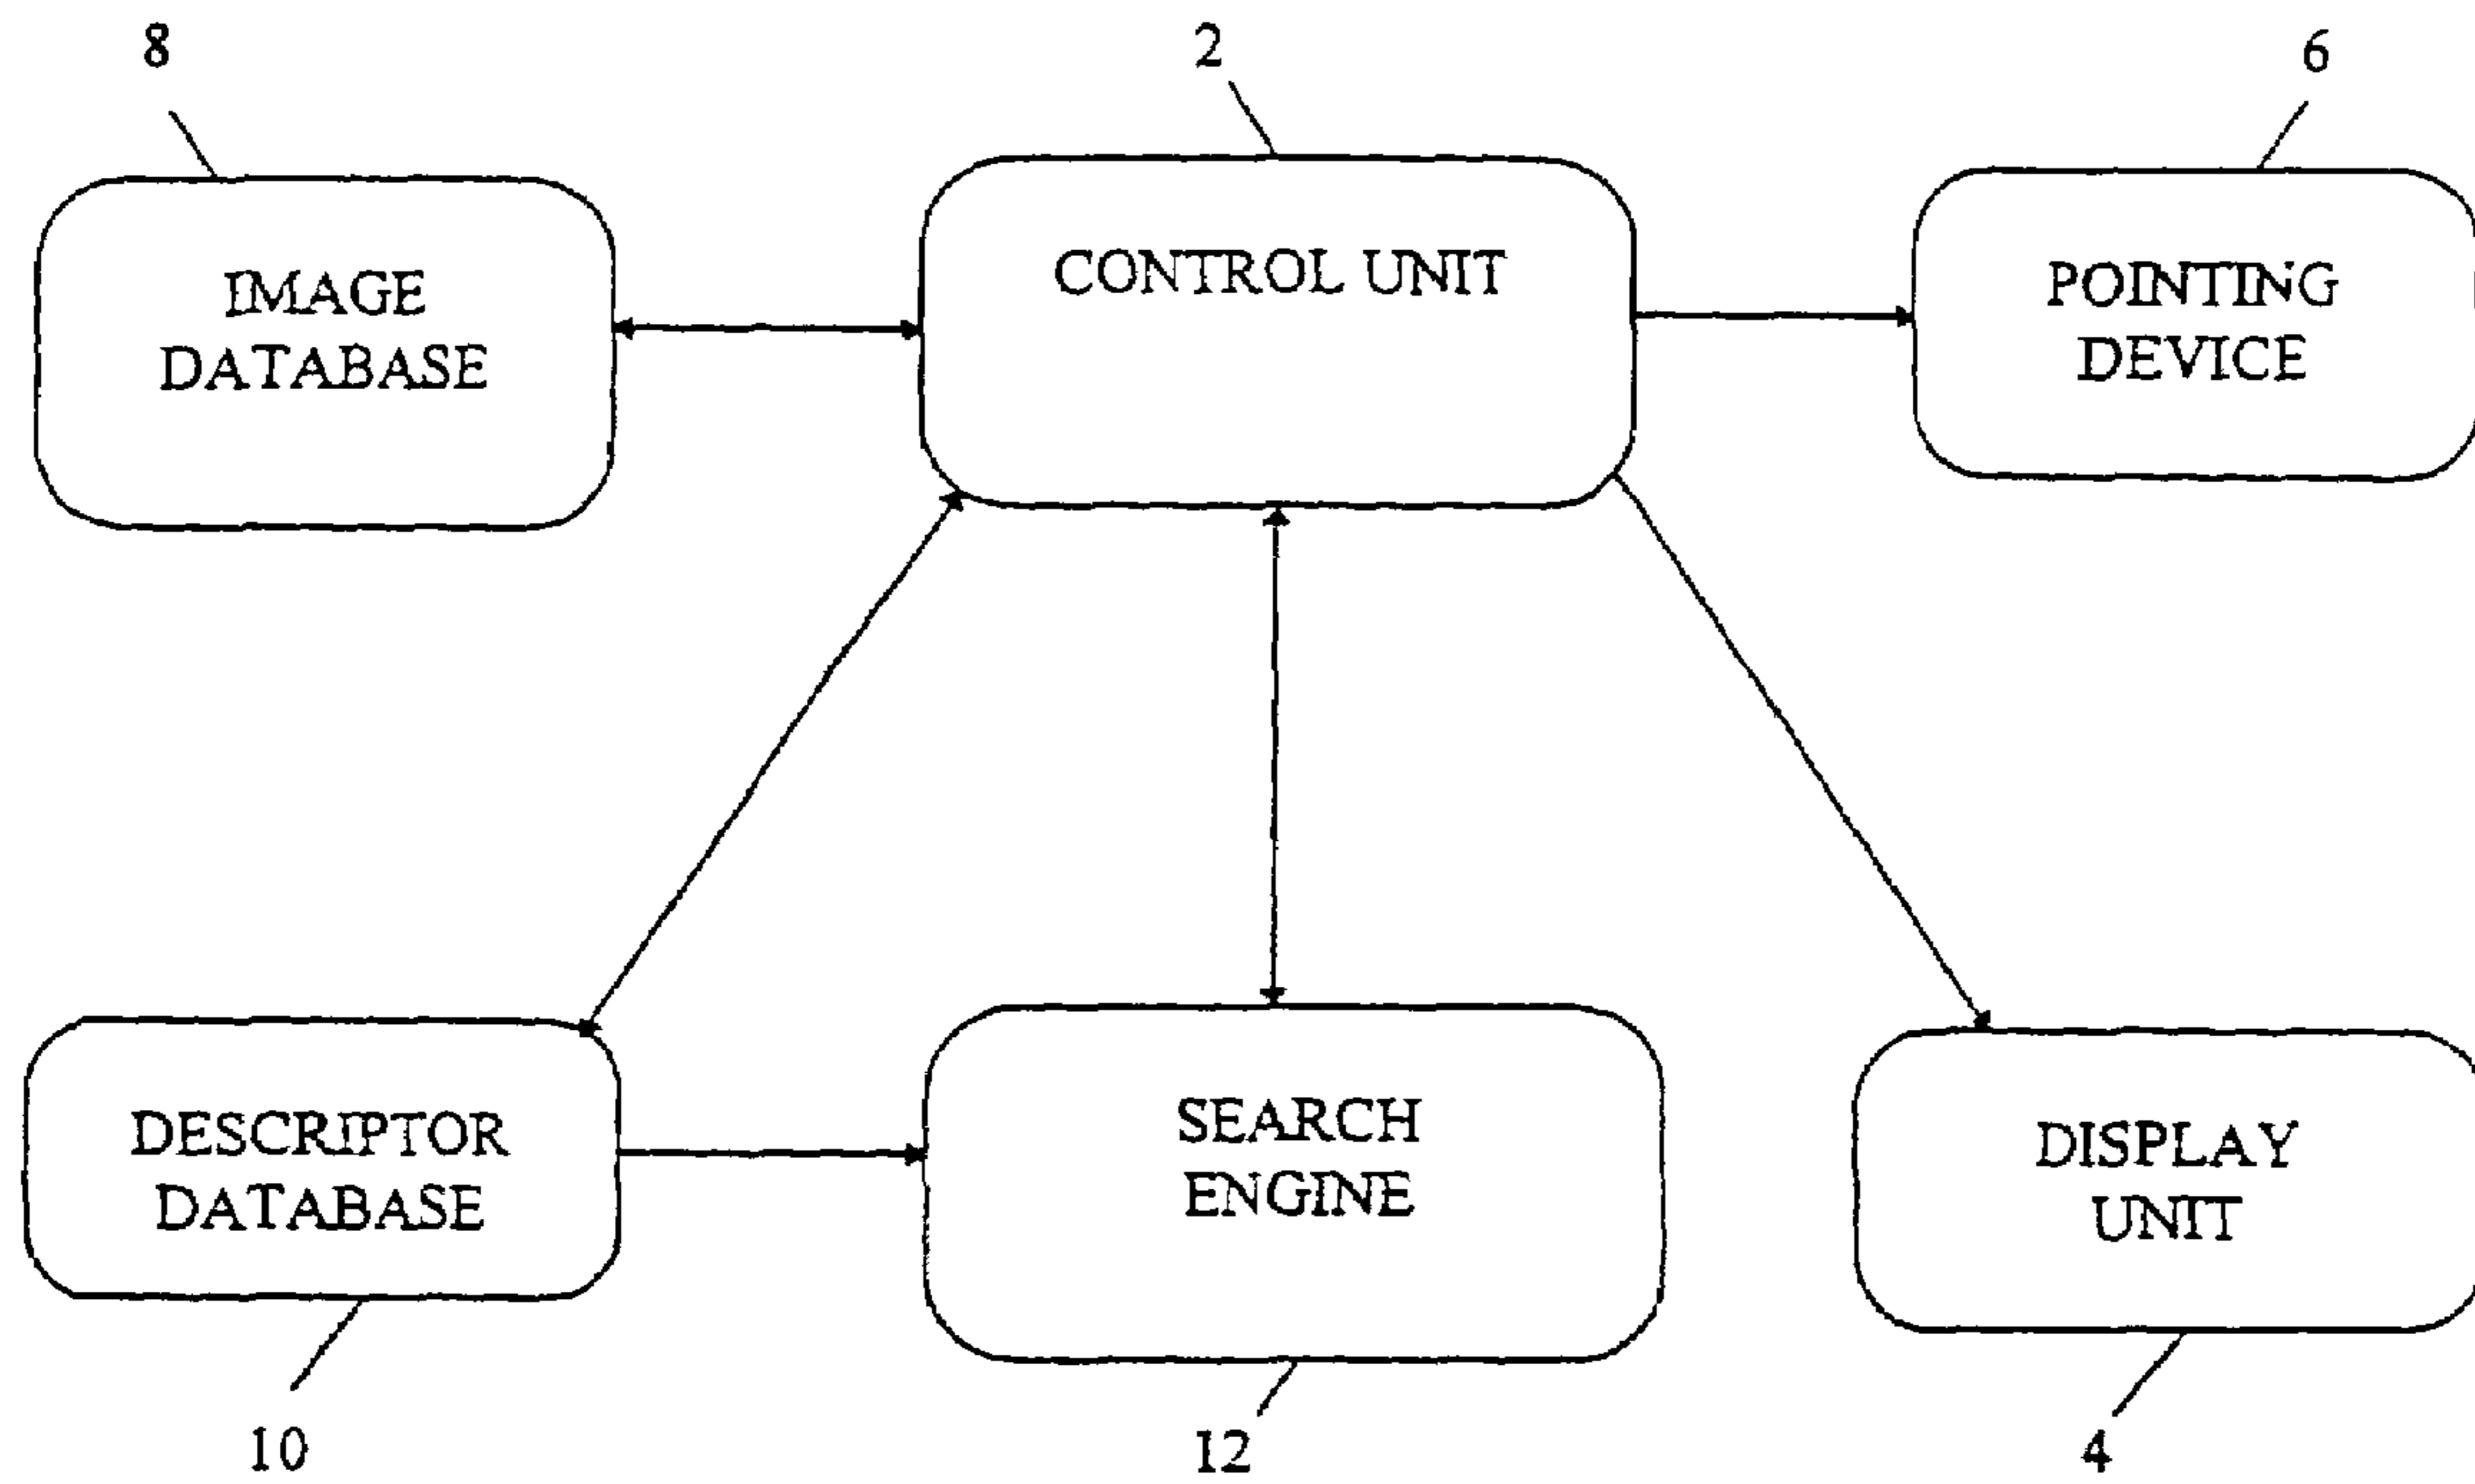 8
2
6
IMAGE
DATABASE
CONTROL UNIT
POINTING
DEVICE
DESCRIPTOR
DATABASE
SEARCH
ENGINE
DISPLAY
UNIT
10
12
4